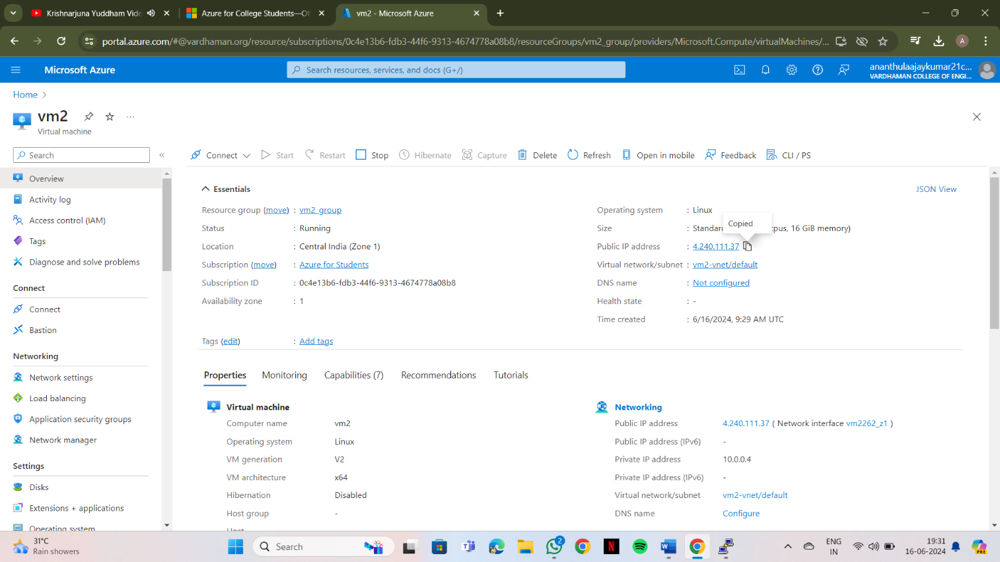 Krishnarjuna Yuddham Vide
Azure for College Students—Of
vm2 - Microsoft Azure
portal.azure.com/#@vardhaman.org/resource/subscriptions/0c4e13b6-fdb3-44f6-9313-4674778a08b8/resourceGroups/vm2_group/providers/Microsoft.Compute/virtualMachines/...
A
Microsoft Azure
Search resources, services, and docs (G+/)
ananthulaajaykumar21c...
VARDHAMAN COLLEGE OF ENGI...
Home
vm2
Virtual machine
Search
Connect Start Restart Stop Hibernate Capture Delete Refresh Open in mobile Feedback CLI / PS
Overview
Activity log
Access control (IAM)
Tags
Diagnose and solve problems
Connect
Connect
Bastion
Networking
Network settings
Load balancing
Application security groups
Network manager
Settings
Disks
Extensions + applications
Operating system
Essentials
JSON View
Resource group (move) : vm2_group
Status : Running
Location : Central India (Zone 1)
Subscription (move) : Azure for Students
Subscription ID : 0c4e13b6-fdb3-44f6-9313-4674778a08b8
Availability zone : 1
Operating system : Linux
Copied
Size : Standard pus, 16 GiB memory)
Public IP address : 4.240.111.37
Virtual network/subnet : vm2-vnet/default
DNS name : Not configured
Health state : -
Time created : 6/16/2024, 9:29 AM UTC
Tags (edit) : Add tags
Properties Monitoring Capabilities (7) Recommendations Tutorials
Virtual machine
Computer name vm2
Operating system Linux
VM generation V2
VM architecture x64
Hibernation Disabled
Host group -
Host
Networking
Public IP address 4.240.111.37 ( Network interface vm2262_z1 )
Public IP address (IPv6) -
Private IP address 10.0.0.4
Private IP address (IPv6) -
Virtual network/subnet vm2-vnet/default
DNS name Configure
31°C
Rain showers
Search
2
ENG
IN
19:31
16-06-2024
PRE